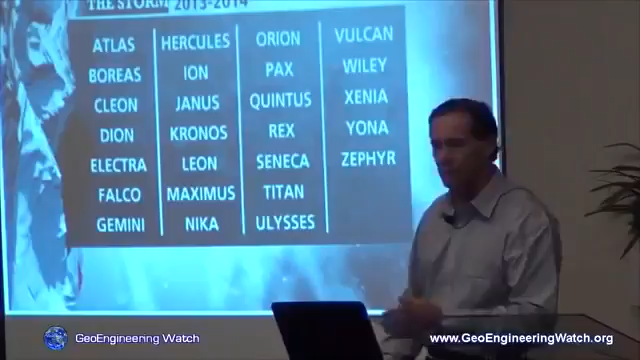 THE STORM 2013-2014
ATLAS HERCULES ORION VULCAN
BOREAS ION PAX WILEY
CLEON JANUS QUINTUS XENIA
DION KRONOS REX YONA
ELECTRA LEON SENECA ZEPHYR
FALCO MAXIMUS TITAN
GEMINI NIKA ULYSSES
GeoEngineering Watch www.GeoEngineeringWatch.org